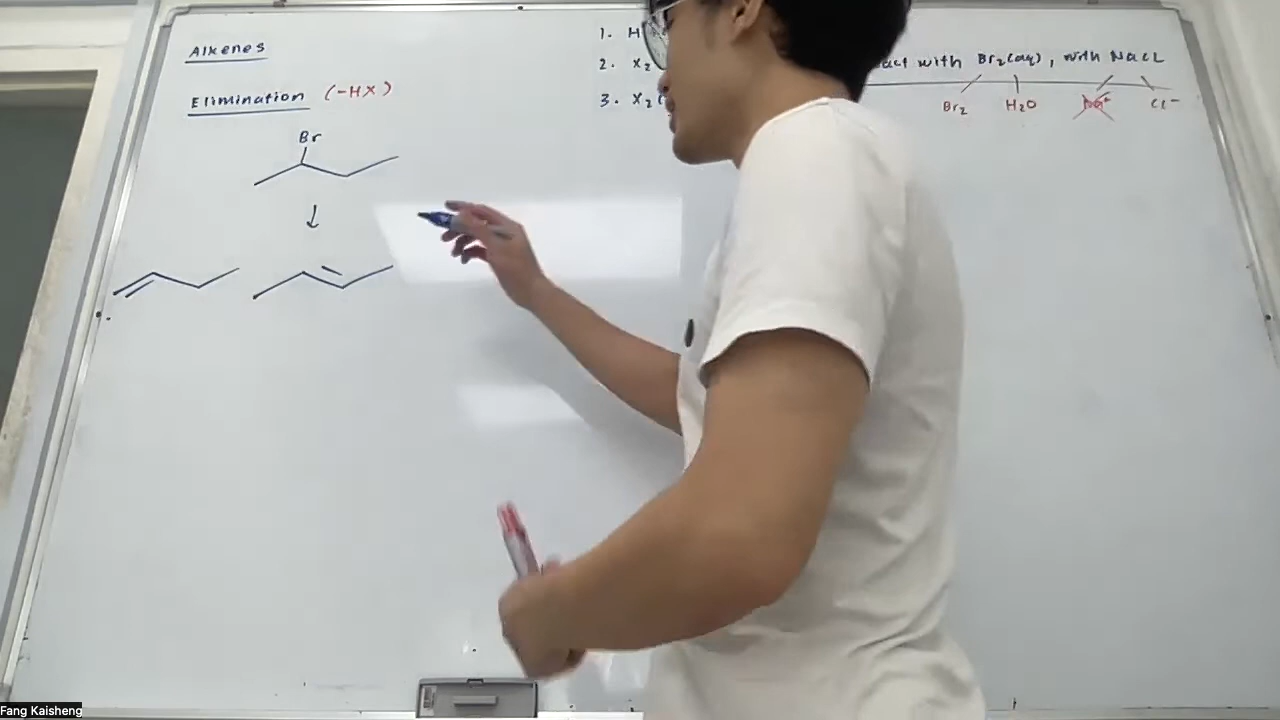 Alkenes
Elimination (-HX)
Br
1. H
2. X2
3. X2(
with Br2(aq), with NaCl
Br2 H2O Na+ Cl-
Fang Kaisheng